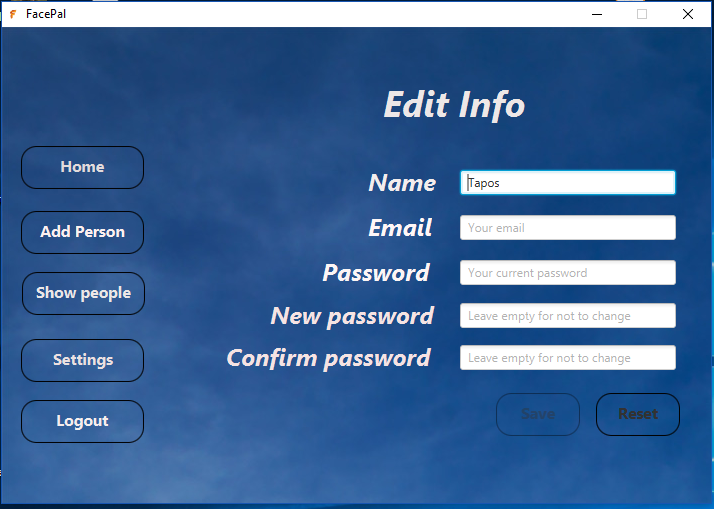 FacePal
Edit Info
Home
Add Person
Show people
Settings
Logout
Name Tapos
Email Your email
Password Your current password
New password Leave empty for not to change
Confirm password Leave empty for not to change
Save Reset